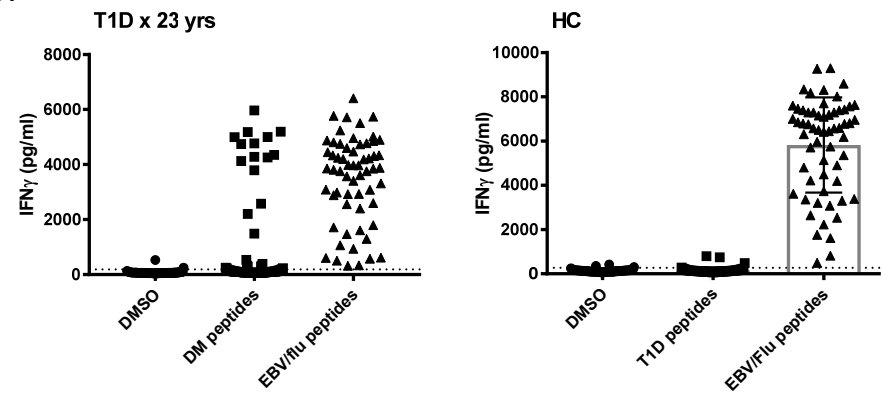 T1D x 23 yrs
IFNγ (pg/ml)
8000
6000
4000
2000
0
DMSO
DM peptides
EBV/flu peptides
HC
IFNγ (pg/ml)
10000
8000
6000
4000
2000
0
DMSO
T1D peptides
EBV/Flu peptides